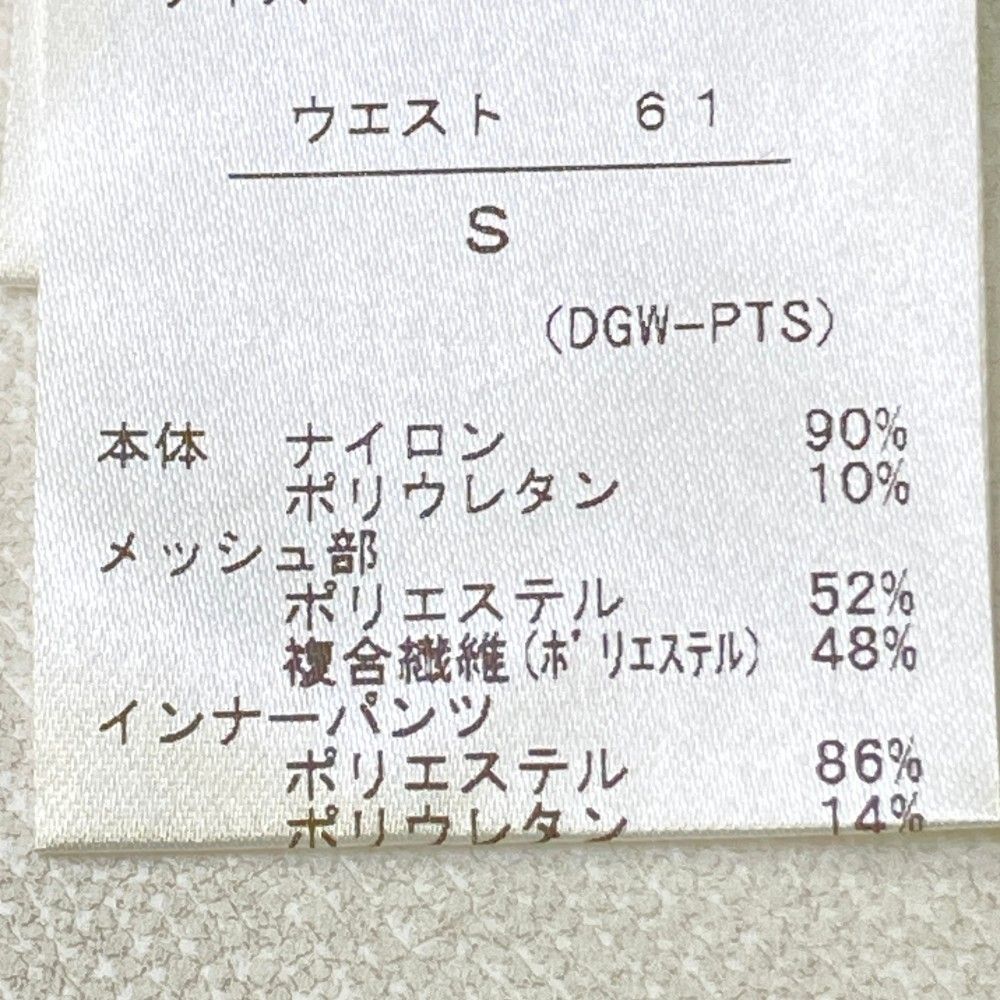 ウエスト 61
S
(DGW-PTS)
本体 ナイロン 90%
ポリウレタン 10%
メッシュ部
ポリエステル 52%
複合繊維(ポリエステル) 48%
インナーパンツ
ポリエステル 86%
ポリウレタン 14%